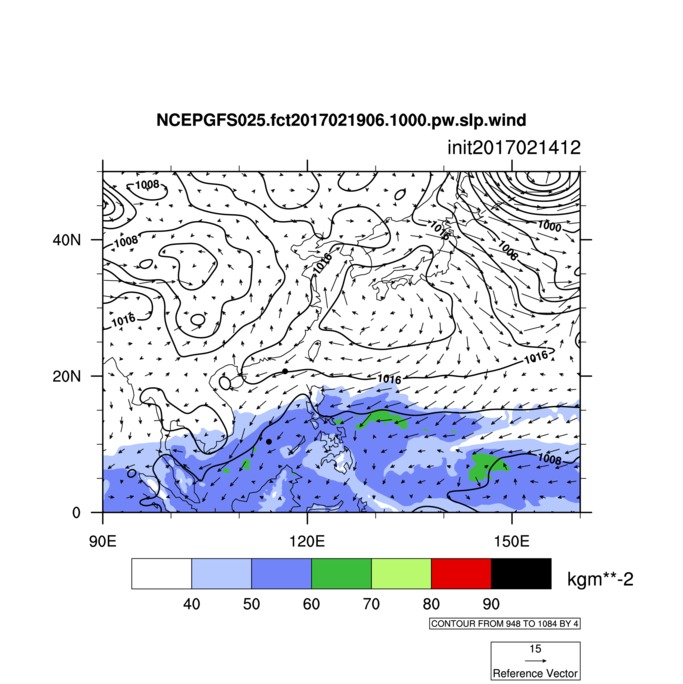 NCEPGFS025.fct2017021906.1000.pw.slp.wind
init2017021412
1008
1000
1016
1008
1008
40N
1016
1016
1016
20N
1016
1008
0
90E 120E 150E
kgm**-2
40 50 60 70 80 90
CONTOUR FROM 948 TO 1084 BY 4
15
Reference Vector